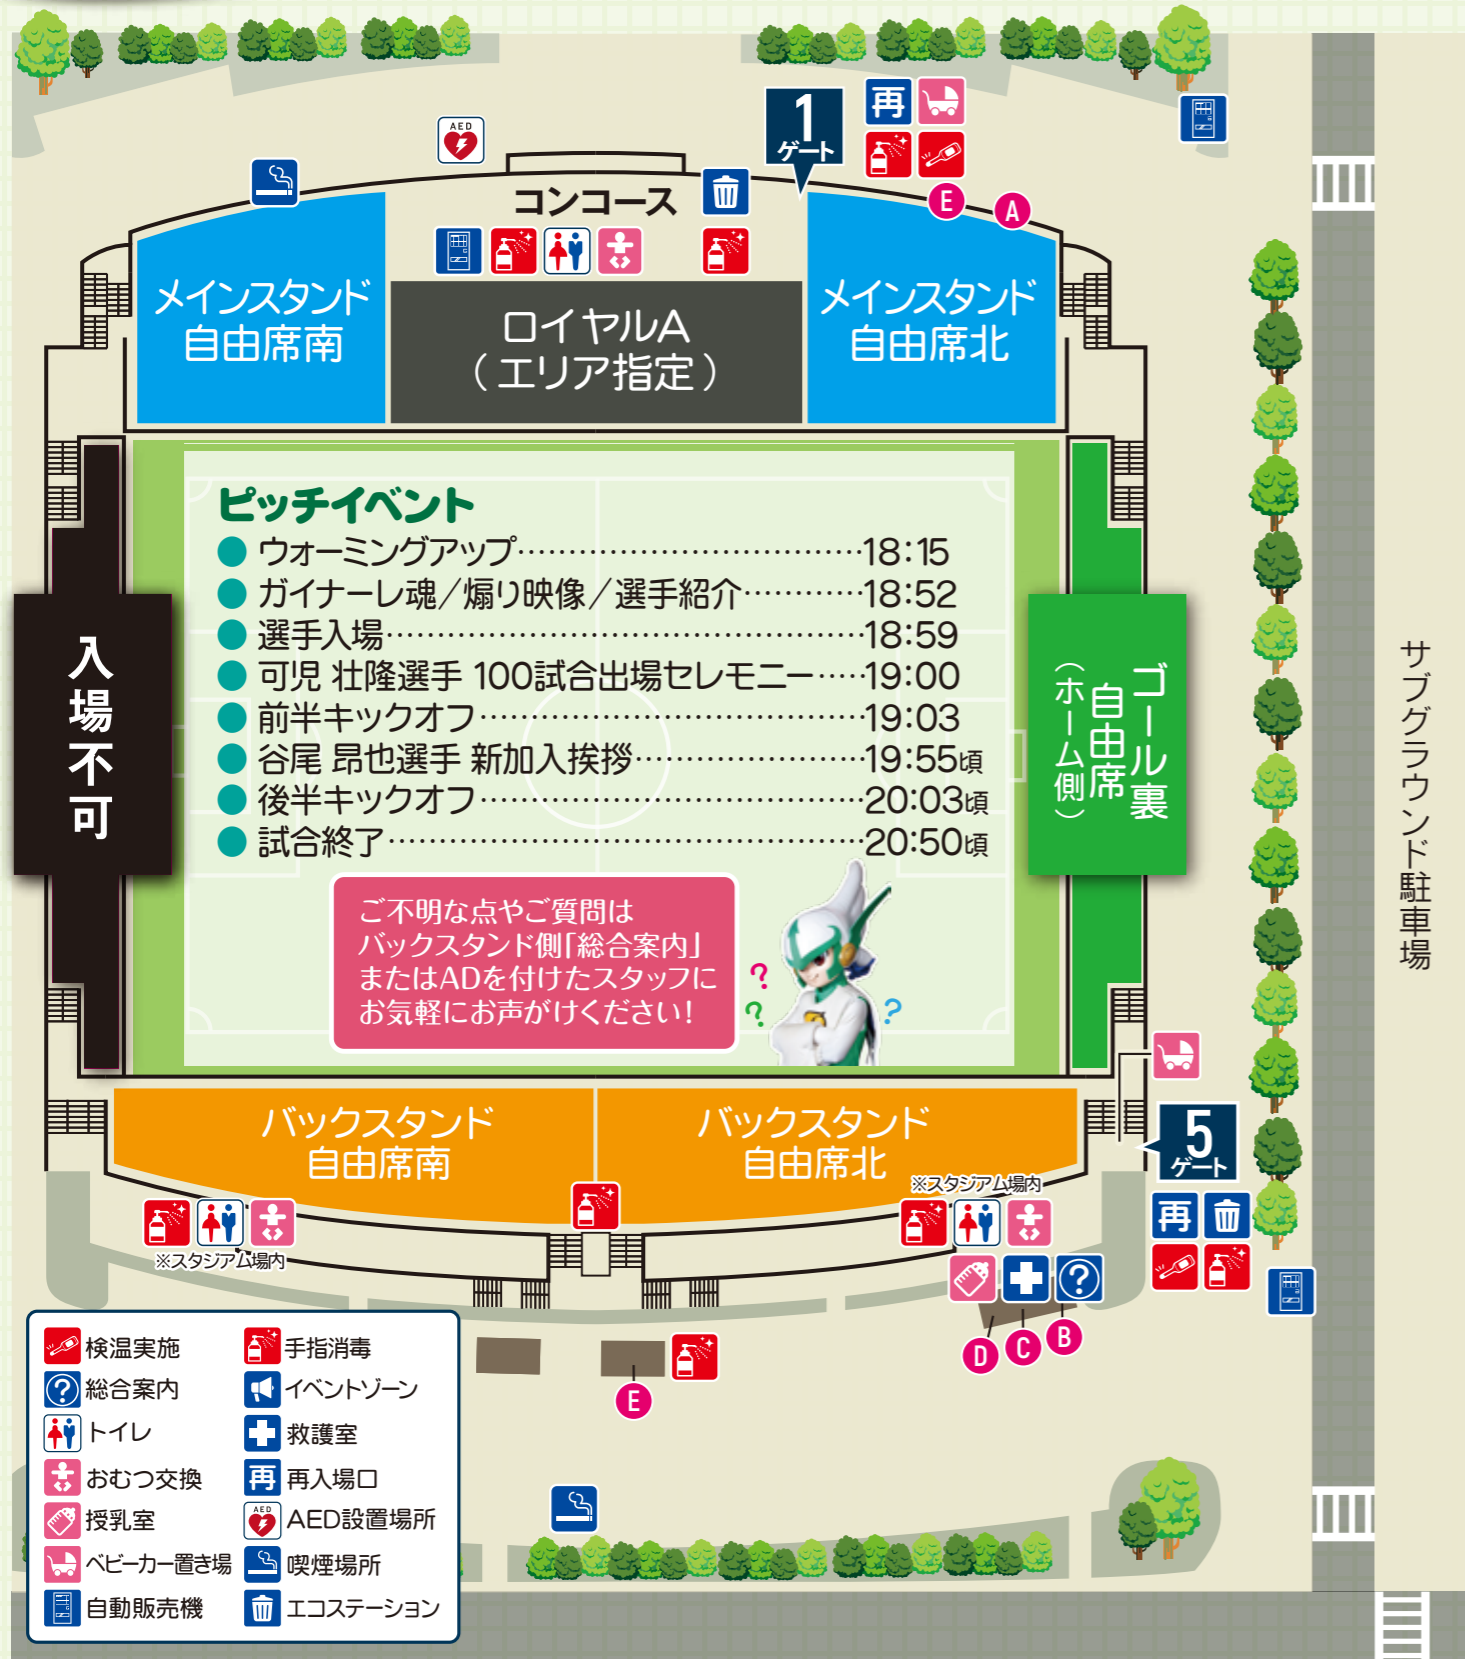 1
ゲート
再
AED
コンコース
E
A
メインスタンド
自由席南
ロイヤルA
(エリア指定)
メインスタンド
自由席北
ピッチイベント
● ウォーミングアップ…………………………………18:15
● ガイナーレ魂/煽り映像/選手紹介…………18:52
● 選手入場……………………………………………18:59
● 可児 壮隆選手 100試合出場セレモニー……19:00
● 前半キックオフ……………………………………19:03
● 谷尾 昂也選手 新加入挨拶……………………19:55頃
● 後半キックオフ……………………………………20:03頃
● 試合終了……………………………………………20:50頃
入場不可
ゴール裏
自由席
(ホーム側)
サブグラウンド駐車場
ご不明な点やご質問は
バックスタンド側「総合案内」
またはADを付けたスタッフに
お気軽にお声がけください!
?
?
?
バックスタンド
自由席南
バックスタンド
自由席北
5
ゲート
再
※スタジアム場内
※スタジアム場内
?
D
C
B
E
検温実施
手指消毒
?
総合案内
イベントゾーン
トイレ
救護室
おむつ交換
再
再入場口
授乳室
AED
AED設置場所
ベビーカー置き場
喫煙場所
自動販売機
エコステーション